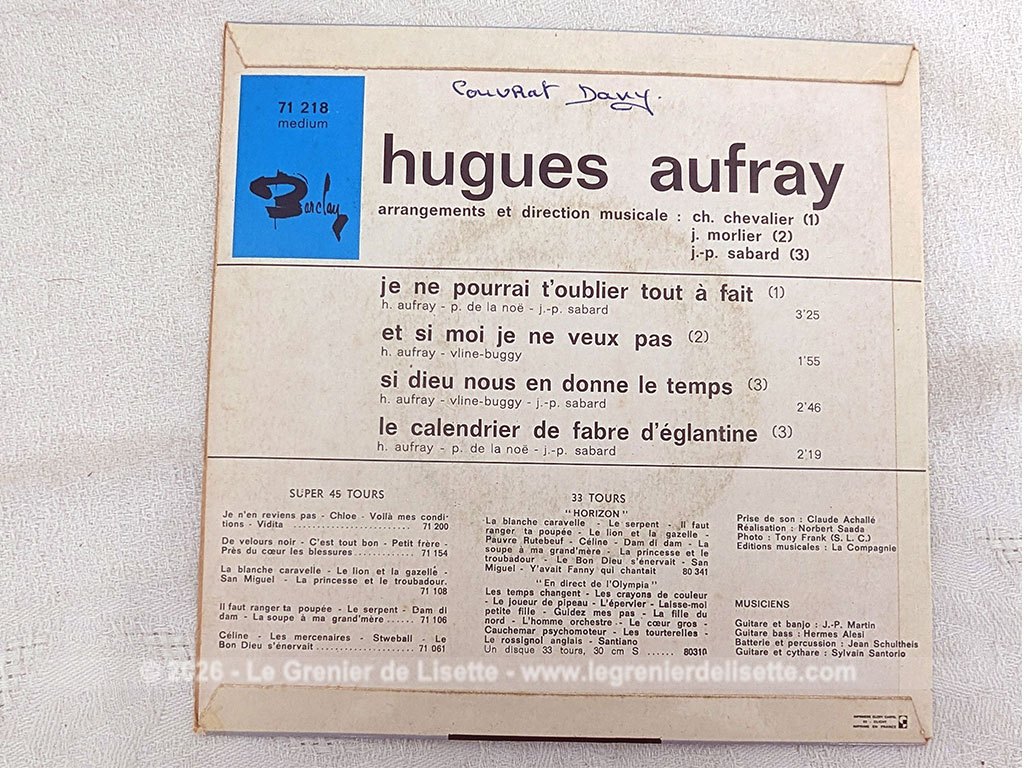 Couvrat Davy.
71 218
medium
Barclay
hugues aufray
arrangements et direction musicale : ch. chevalier (1)
j. morlier (2)
j.-p. sabard (3)
je ne pourrai t'oublier tout à fait (1)
h. aufray - p. de la noë - j.-p. sabard
3'25
et si moi je ne veux pas (2)
h. aufray - vline-buggy
1'55
si dieu nous en donne le temps (3)
h. aufray - vline-buggy - j.-p. sabard
2'46
le calendrier de fabre d'églantine (3)
h. aufray - p. de la noë - j.-p. sabard
2'19
SUPER 45 TOURS
Je n'en reviens pas - Chloe - Voilà mes condi-
tions - Vidita ........................ 71 200
De velours noir - C'est tout bon - Petit frère -
Près du cœur les blessures ............ 71 154
La blanche caravelle - Le lion et la gazelle -
San Miguel - La princesse et le troubadour.
71 108
Il faut ranger ta poupée - Le serpent - Dam di
dam - La soupe à ma grand'mère ...... 71 106
Céline - Les mercenaires - Stweball - Le
Bon Dieu s'énervait .................. 71 061
33 TOURS
"HORIZON"
La blanche caravelle - Le serpent - Il faut
ranger ta poupée - Le lion et la gazelle -
Pauvre Rutebeuf - Céline - Dam di dam - La
soupe à ma grand'mère - La princesse et le
troubadour - Le Bon Dieu s'énervait - San
Miguel - Y'avait Fanny qui chantait 80 341
"En direct de l'Olympia"
Les temps changent - Les crayons de couleur
- Le joueur de pipeau - L'épervier - Laisse-moi
petite fille - Guidez mes pas - La fille du
nord - L'homme orchestre - Le cœur gros -
Cauchemar psychomoteur - Les tourterelles -
Le rossignol anglais - Santiano
Un disque 33 tours, 30 cm S ...... 80310
Prise de son : Claude Achallé
Réalisation : Norbert Saada
Photo : Tony Frank (S. L. C.)
Editions musicales : La Compagnie
MUSICIENS
Guitare et banjo : J.-P. Martin
Guitare bass : Hermes Alesi
Batterie et percussion : Jean Schultheis
Guitare et cythare : Sylvain Santorio
Le Grenier de Lisette - www.legrenierdelisette.com
IMPRIMÉ EN FRANCE